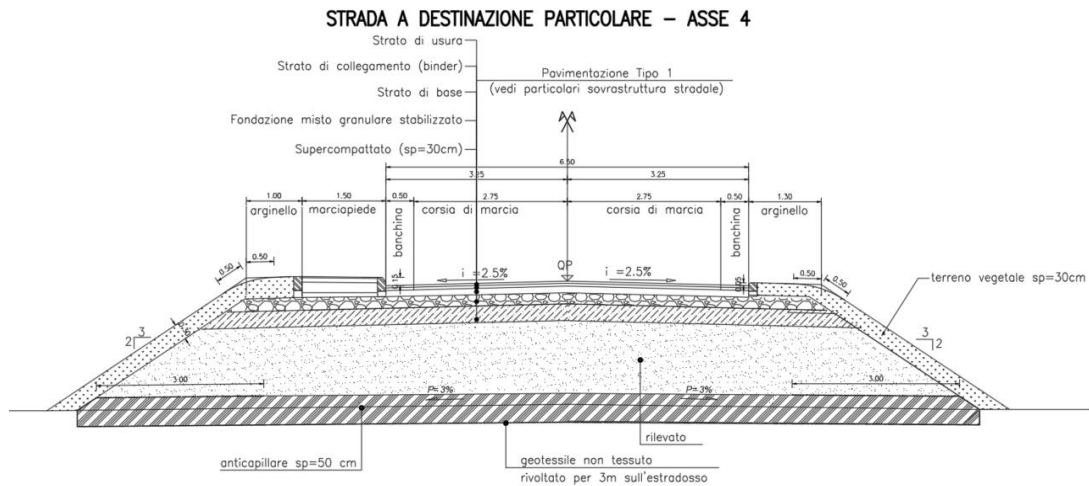 STRADA A DESTINAZIONE PARTICOLARE – ASSE 4
Strato di usura
Strato di collegamento (binder)
Pavimentazione Tipo 1
(vedi particolari sovrastruttura stradale)
Strato di base
Fondazione misto granulare stabilizzato
Supercompattato (sp=30cm)
6.50
3.25 3.25
1.00 1.50 0.50 2.75 2.75 0.50 1.30
arginello marciapiede banchina corsia di marcia corsia di marcia banchina arginello
0.50 0.50 0.15 i =2.5% QP i =2.5% 0.05 0.50 0.50
terreno vegetale sp=30cm
3 2 3 2
3.00 P=3% P=3% 3.00
rilevato
anticapillare sp=50 cm
geotessile non tessuto
rivoltato per 3m sull'estradosso